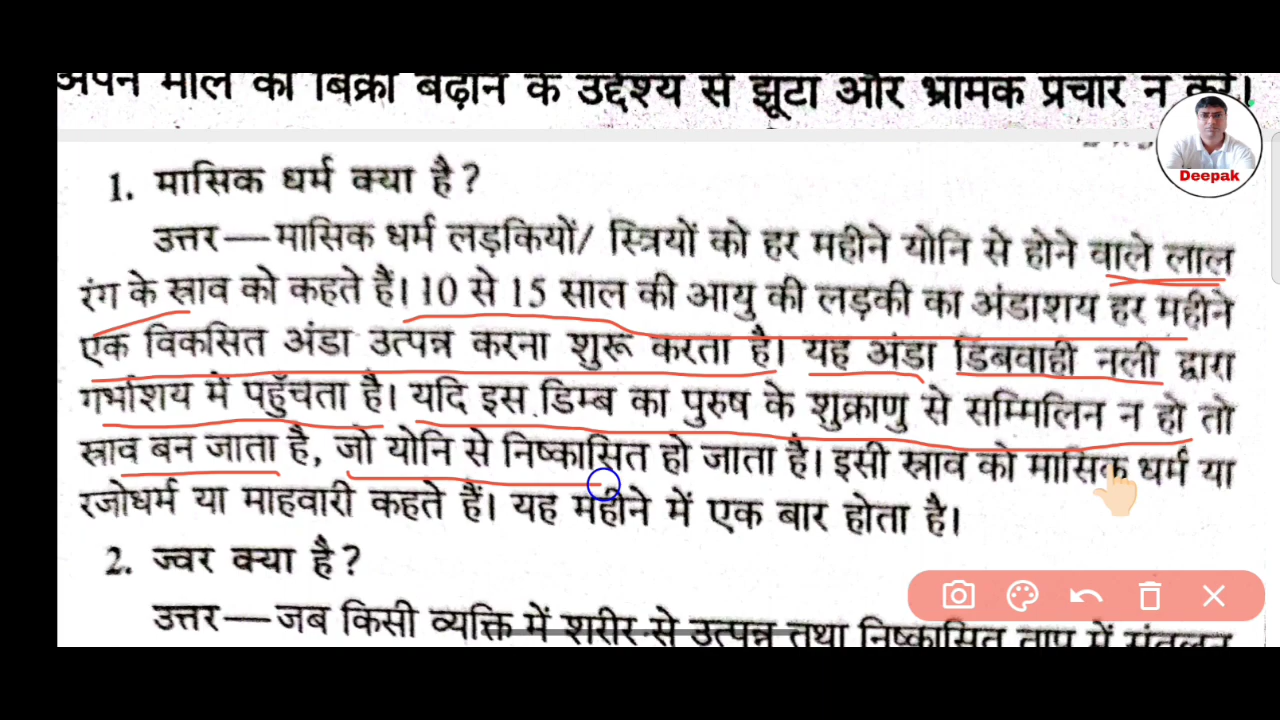 अपने माल की बिक्री बढ़ाने के उद्देश्य से झूटा और भ्रामक प्रचार न करें।
Deepak
1. मासिक धर्म क्या है?
उत्तर—मासिक धर्म लड़कियों/ स्त्रियों को हर महीने योनि से होने वाले लाल
रंग के स्राव को कहते हैं। 10 से 15 साल की आयु की लड़की का अंडाशय हर महीने
एक विकसित अंडा उत्पन्न करना शुरू करता है। यह अंडा डिंबवाही नली द्वारा
गर्भाशय में पहुँचता है। यदि इस डिम्ब का पुरुष के शुक्राणु से सम्मिलिन न हो तो
स्राव बन जाता है, जो योनि से निष्कासित हो जाता है। इसी स्राव को मासिक धर्म या
रजोधर्म या माहवारी कहते हैं। यह महीने में एक बार होता है।
2. ज्वर क्या है?
उत्तर—जब किसी व्यक्ति में शरीर से उत्पन्न तथा निष्कासित ताप में संतुलन